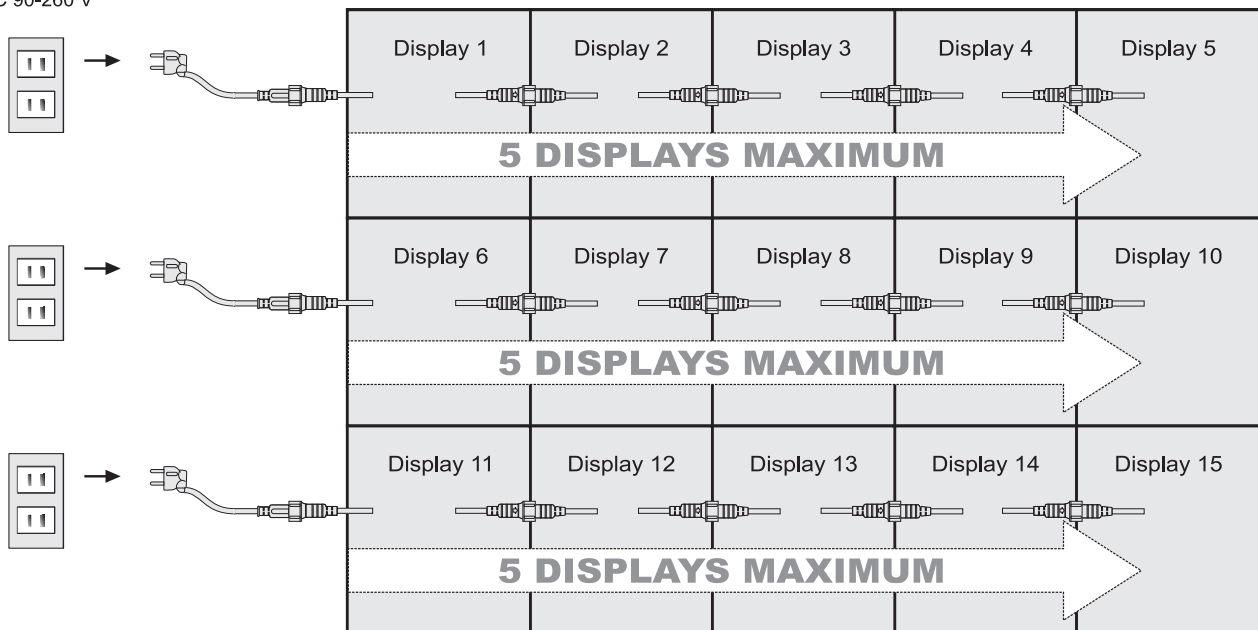 90-260 V
Display 1 Display 2 Display 3 Display 4 Display 5
5 DISPLAYS MAXIMUM
Display 6 Display 7 Display 8 Display 9 Display 10
5 DISPLAYS MAXIMUM
Display 11 Display 12 Display 13 Display 14 Display 15
5 DISPLAYS MAXIMUM